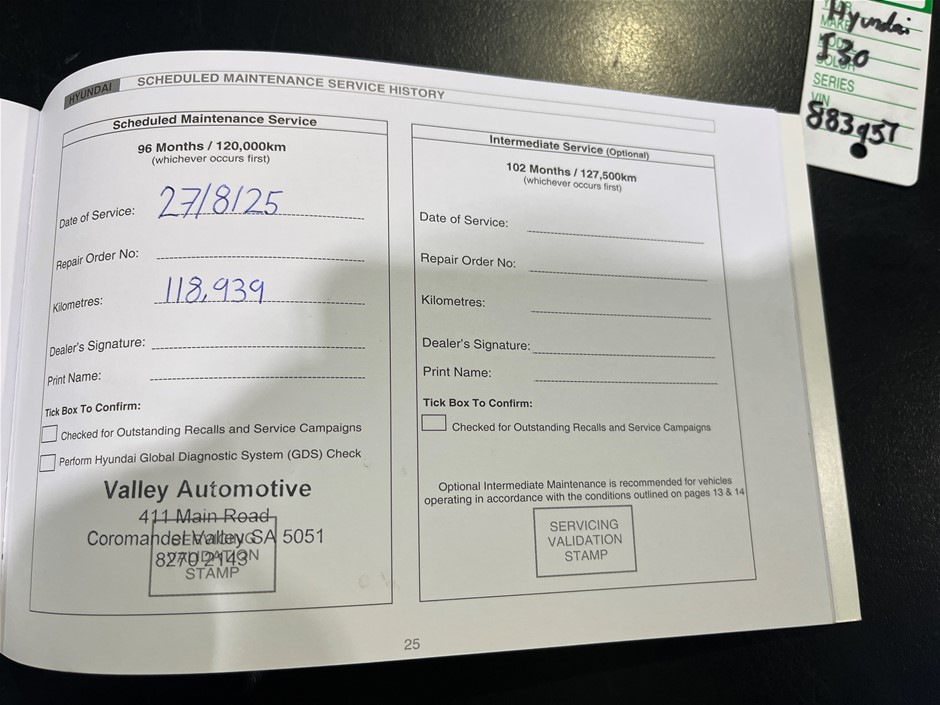 HYUNDAI SCHEDULED MAINTENANCE SERVICE HISTORY
Scheduled Maintenance Service
96 Months / 120,000km
(whichever occurs first)
Date of Service: 27/8/25
Repair Order No:
Kilometres: 118,939
Dealer's Signature:
Print Name:
Tick Box To Confirm:
Checked for Outstanding Recalls and Service Campaigns
Perform Hyundai Global Diagnostic System (GDS) Check
Valley Automotive
411 Main Road
Coromandel Valley SA 5051
8270 2143
SERVICING
VALIDATION
STAMP
Intermediate Service (Optional)
102 Months / 127,500km
(whichever occurs first)
Date of Service:
Repair Order No:
Kilometres:
Dealer's Signature:
Print Name:
Tick Box To Confirm:
Checked for Outstanding Recalls and Service Campaigns
Optional Intermediate Maintenance is recommended for vehicles
operating in accordance with the conditions outlined on pages 13 & 14
SERVICING
VALIDATION
STAMP
25
MAKE
Hyundai
I30
COLOR
SERIES
VIN
883957